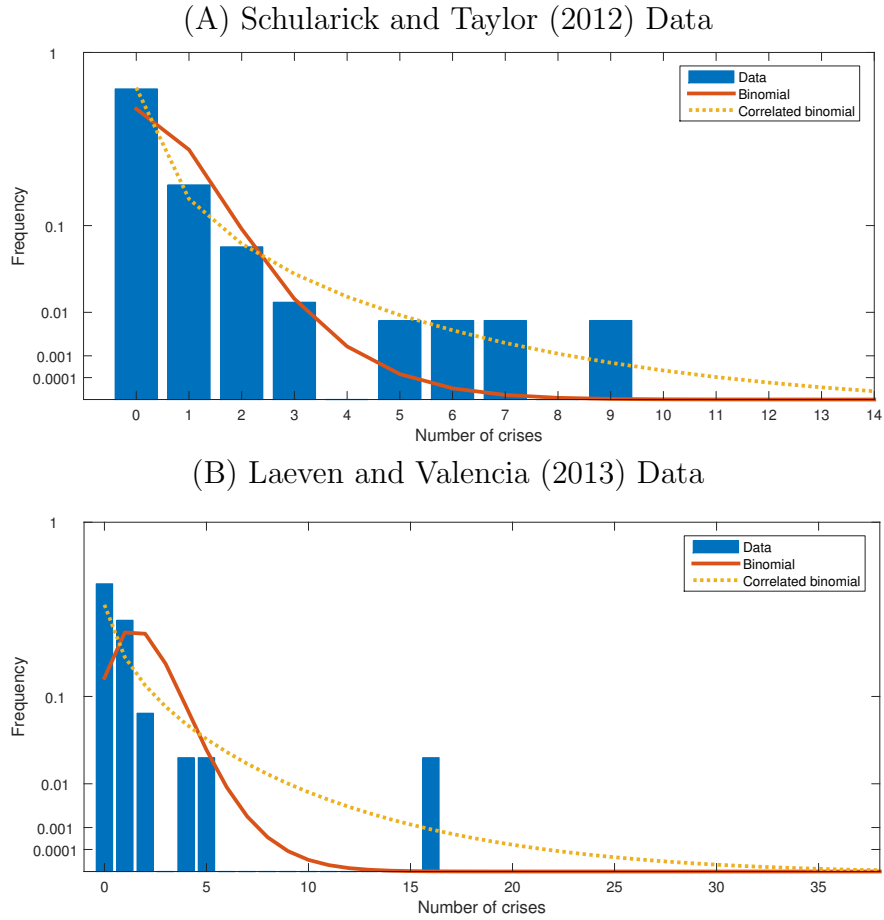 (A) Schularick and Taylor (2012) Data
1
0.1
0.01
0.001
0.0001
Frequency
Data
Binomial
Correlated binomial
0 1 2 3 4 5 6 7 8 9 10 11 12 13 14
Number of crises
(B) Laeven and Valencia (2013) Data
1
0.1
0.01
0.001
0.0001
Frequency
Data
Binomial
Correlated binomial
0 5 10 15 20 25 30 35
Number of crises